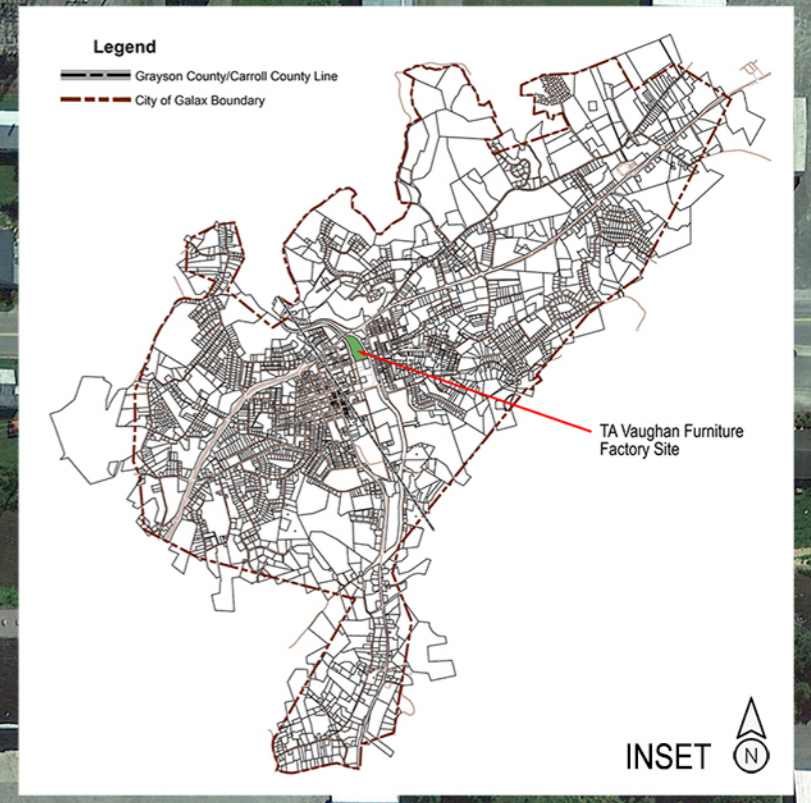 Legend
Grayson County/Carroll County Line
City of Galax Boundary
TA Vaughan Furniture
Factory Site
INSET
N